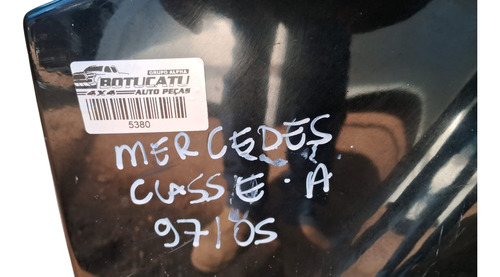 GRUPO ALPHA
BOTUCATU
4X4 AUTO PEÇAS
5380
MERCEDES
CLASSE A
97/05